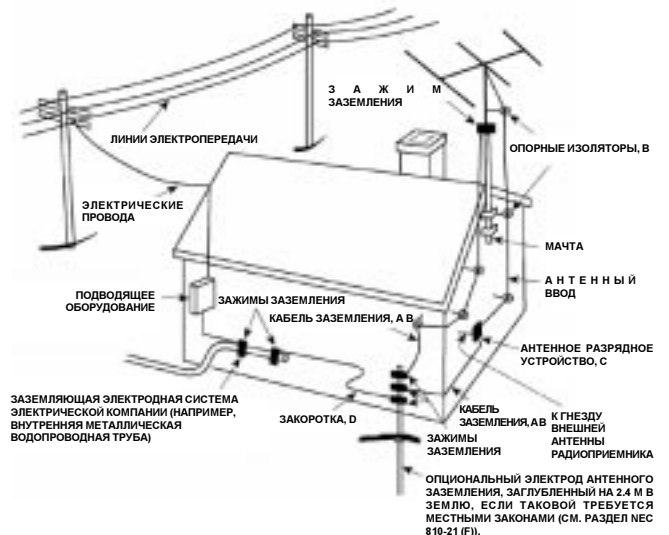 З А Ж И М
ЗАЗЕМЛЕНИЯ
ЛИНИИ ЭЛЕКТРОПЕРЕДАЧИ
ОПОРНЫЕ ИЗОЛЯТОРЫ, В
ЭЛЕКТРИЧЕСКИЕ
ПРОВОДА
МАЧТА
АНТЕННЫЙ
ВВОД
ПОДВОДЯЩЕЕ
ОБОРУДОВАНИЕ
ЗАЖИМЫ ЗАЗЕМЛЕНИЯ
КАБЕЛЬ ЗАЗЕМЛЕНИЯ, А В
АНТЕННОЕ РАЗРЯДНОЕ
УСТРОЙСТВО, С
ЗАЗЕМЛЯЮЩАЯ ЭЛЕКТРОДНАЯ СИСТЕМА
ЭЛЕКТРИЧЕСКОЙ КОМПАНИИ (НАПРИМЕР,
ВНУТРЕННЯЯ МЕТАЛЛИЧЕСКАЯ
ВОДОПРОВОДНАЯ ТРУБА)
ЗАКОРОТКА, D
КАБЕЛЬ
ЗАЗЕМЛЕНИЯ, А В
ЗАЖИМЫ
ЗАЗЕМЛЕНИЯ
К ГНЕЗДУ
ВНЕШНЕЙ
АНТЕННЫ
РАДИОПРИЕМНИКА
ОПЦИОНАЛЬНЫЙ ЭЛЕКТРОД АНТЕННОГО
ЗАЗЕМЛЕНИЯ, ЗАГЛУБЛЕННЫЙ НА 2.4 М В
ЗЕМЛЮ, ЕСЛИ ТАКОВОЙ ТРЕБУЕТСЯ
МЕСТНЫМИ ЗАКОНАМИ (СМ. РАЗДЕЛ NEC
810-21 (F)).